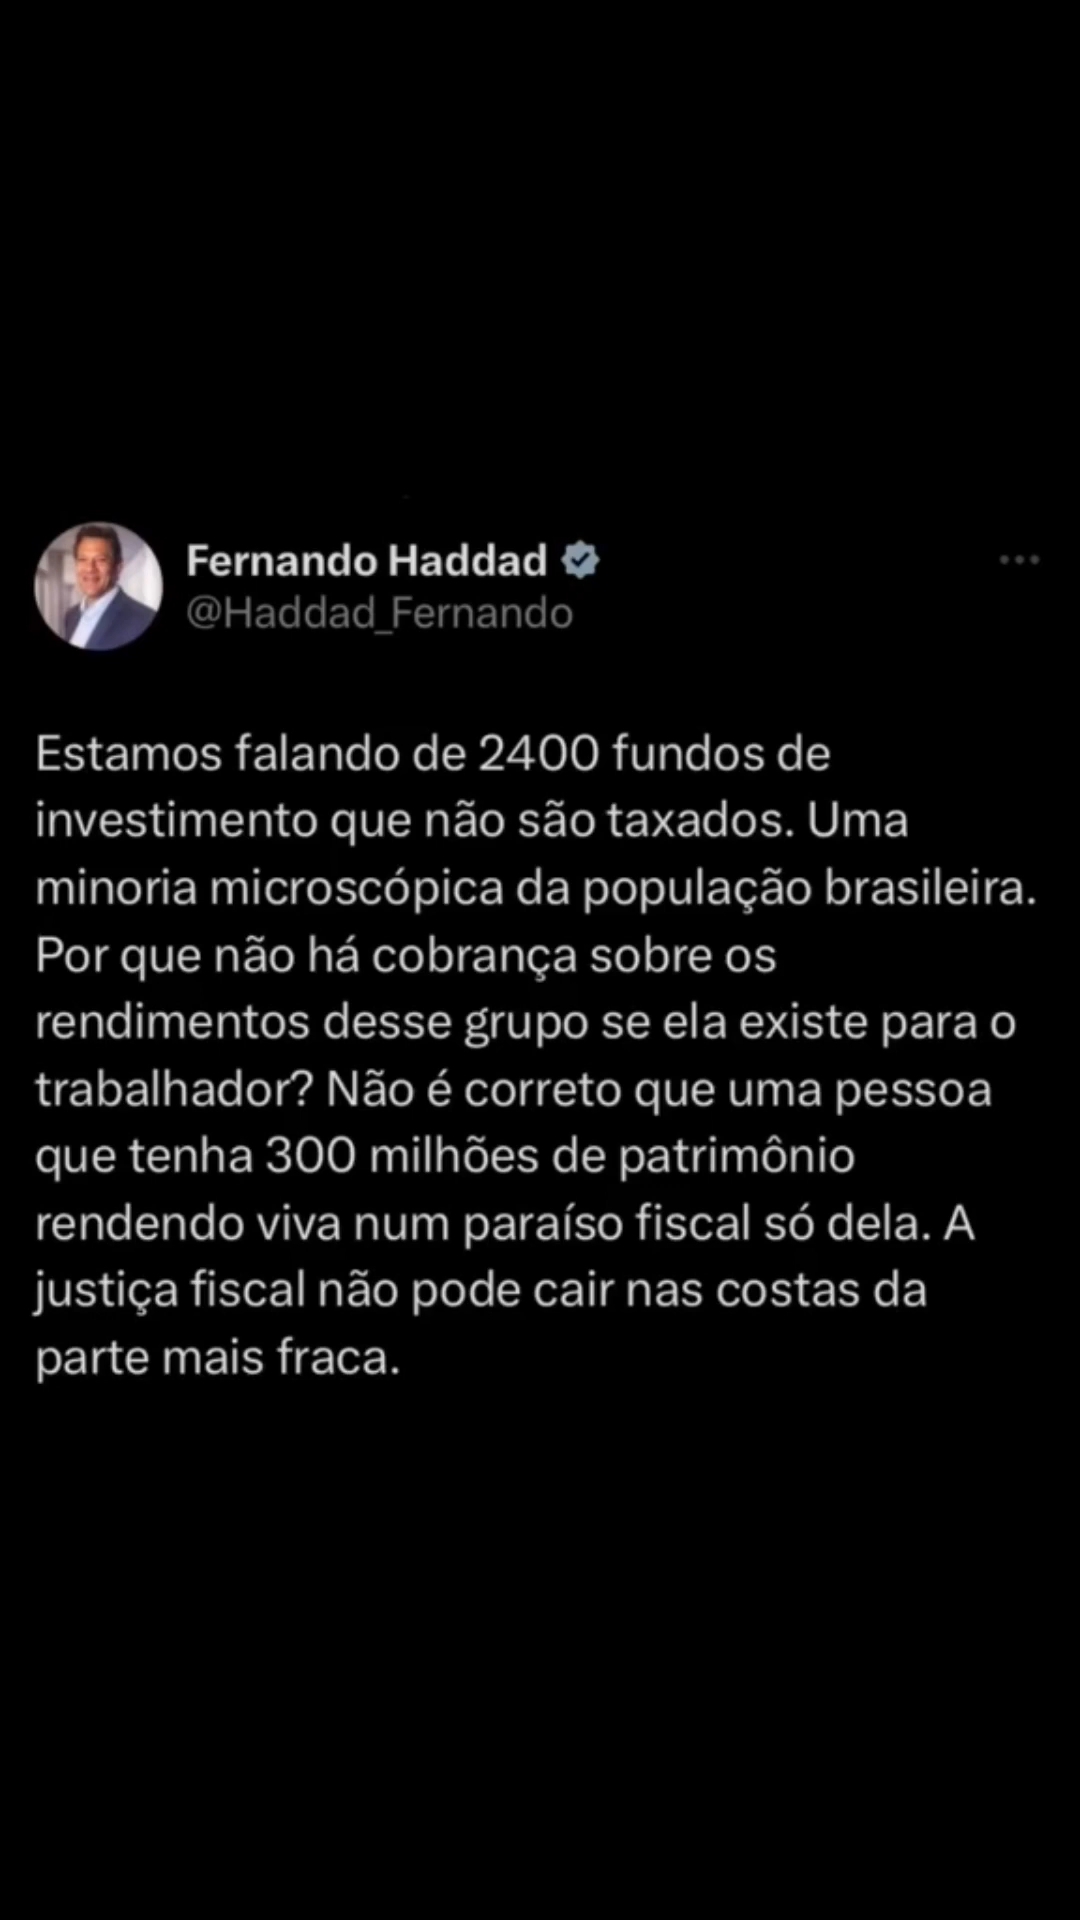 Fernando Haddad
@Haddad_Fernando
Estamos falando de 2400 fundos de
investimento que não são taxados. Uma
minoria microscópica da população brasileira.
Por que não há cobrança sobre os
rendimentos desse grupo se ela existe para o
trabalhador? Não é correto que uma pessoa
que tenha 300 milhões de patrimônio
rendendo viva num paraíso fiscal só dela. A
justiça fiscal não pode cair nas costas da
parte mais fraca.